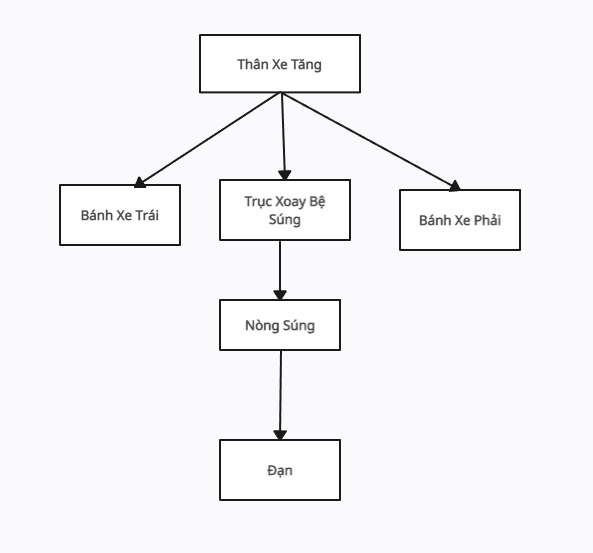 Thân Xe Tăng
Bánh Xe Trái
Trục Xoay Bệ
Súng
Bánh Xe Phải
Nòng Súng
Đạn